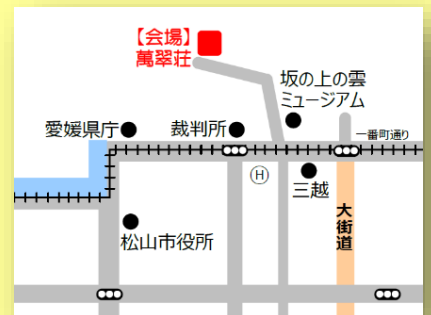 【会場】
萬翠荘
坂の上の雲
ミュージアム
愛媛県庁
裁判所
一番町通り
H
三越
大街道
松山市役所